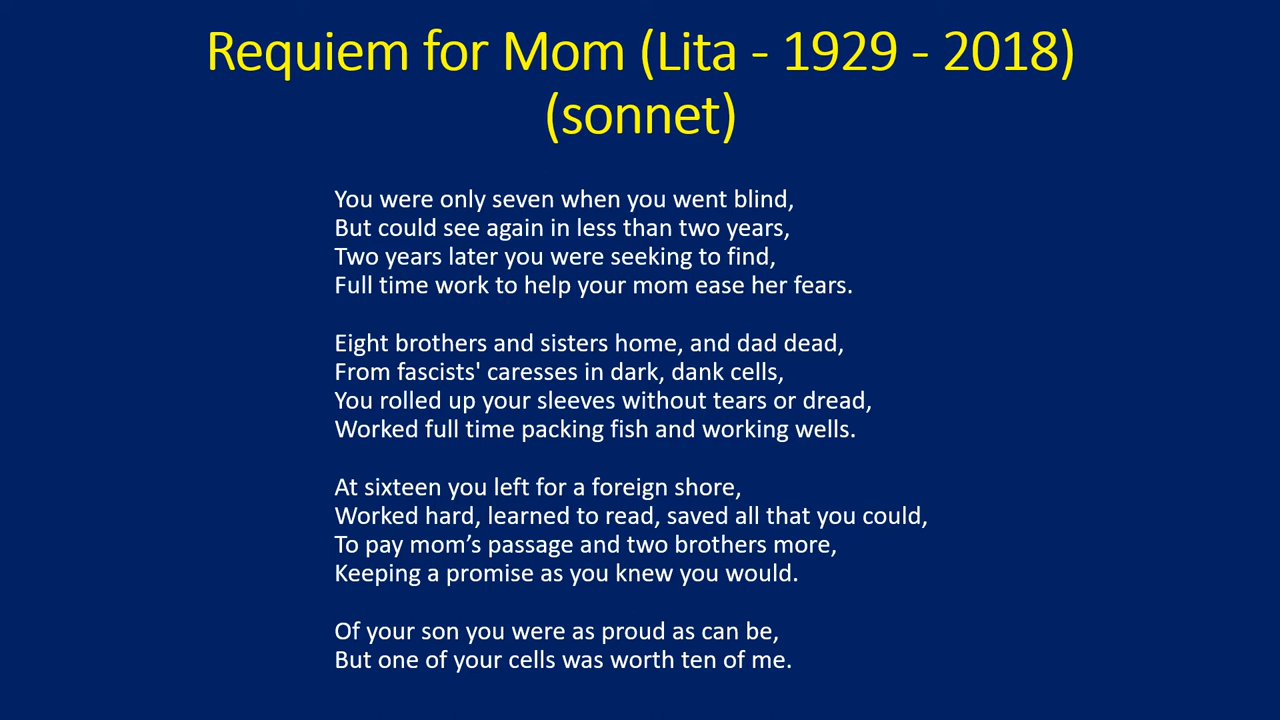 Requiem for Mom (Lita - 1929 - 2018)
(sonnet)
You were only seven when you went blind,
But could see again in less than two years,
Two years later you were seeking to find,
Full time work to help your mom ease her fears.
Eight brothers and sisters home, and dad dead,
From fascists' caresses in dark, dank cells,
You rolled up your sleeves without tears or dread,
Worked full time packing fish and working wells.
At sixteen you left for a foreign shore,
Worked hard, learned to read, saved all that you could,
To pay mom’s passage and two brothers more,
Keeping a promise as you knew you would.
Of your son you were as proud as can be,
But one of your cells was worth ten of me.